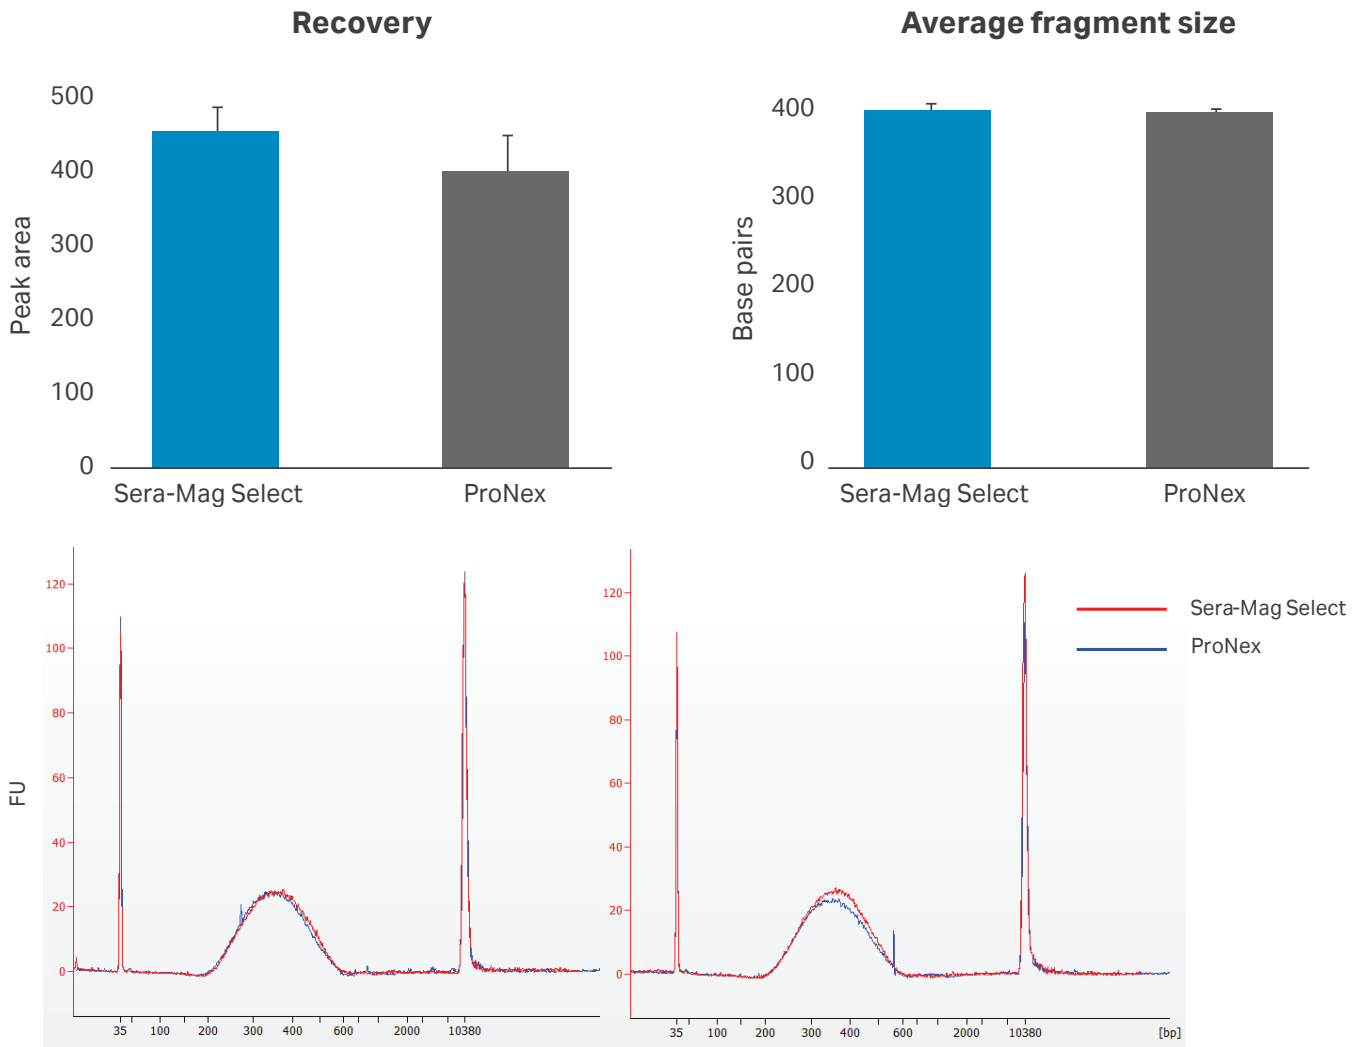 Recovery
Peak area
500
400
300
200
100
0
Sera-Mag Select
ProNex
Average fragment size
Base pairs
400
300
200
100
0
Sera-Mag Select
ProNex
FU
120
100
80
60
40
20
0
35 100 200 300 400 600 2000 10380
120
100
80
60
40
20
0
35 100 200 300 400 600 2000 10380 [bp]
Sera-Mag Select
ProNex